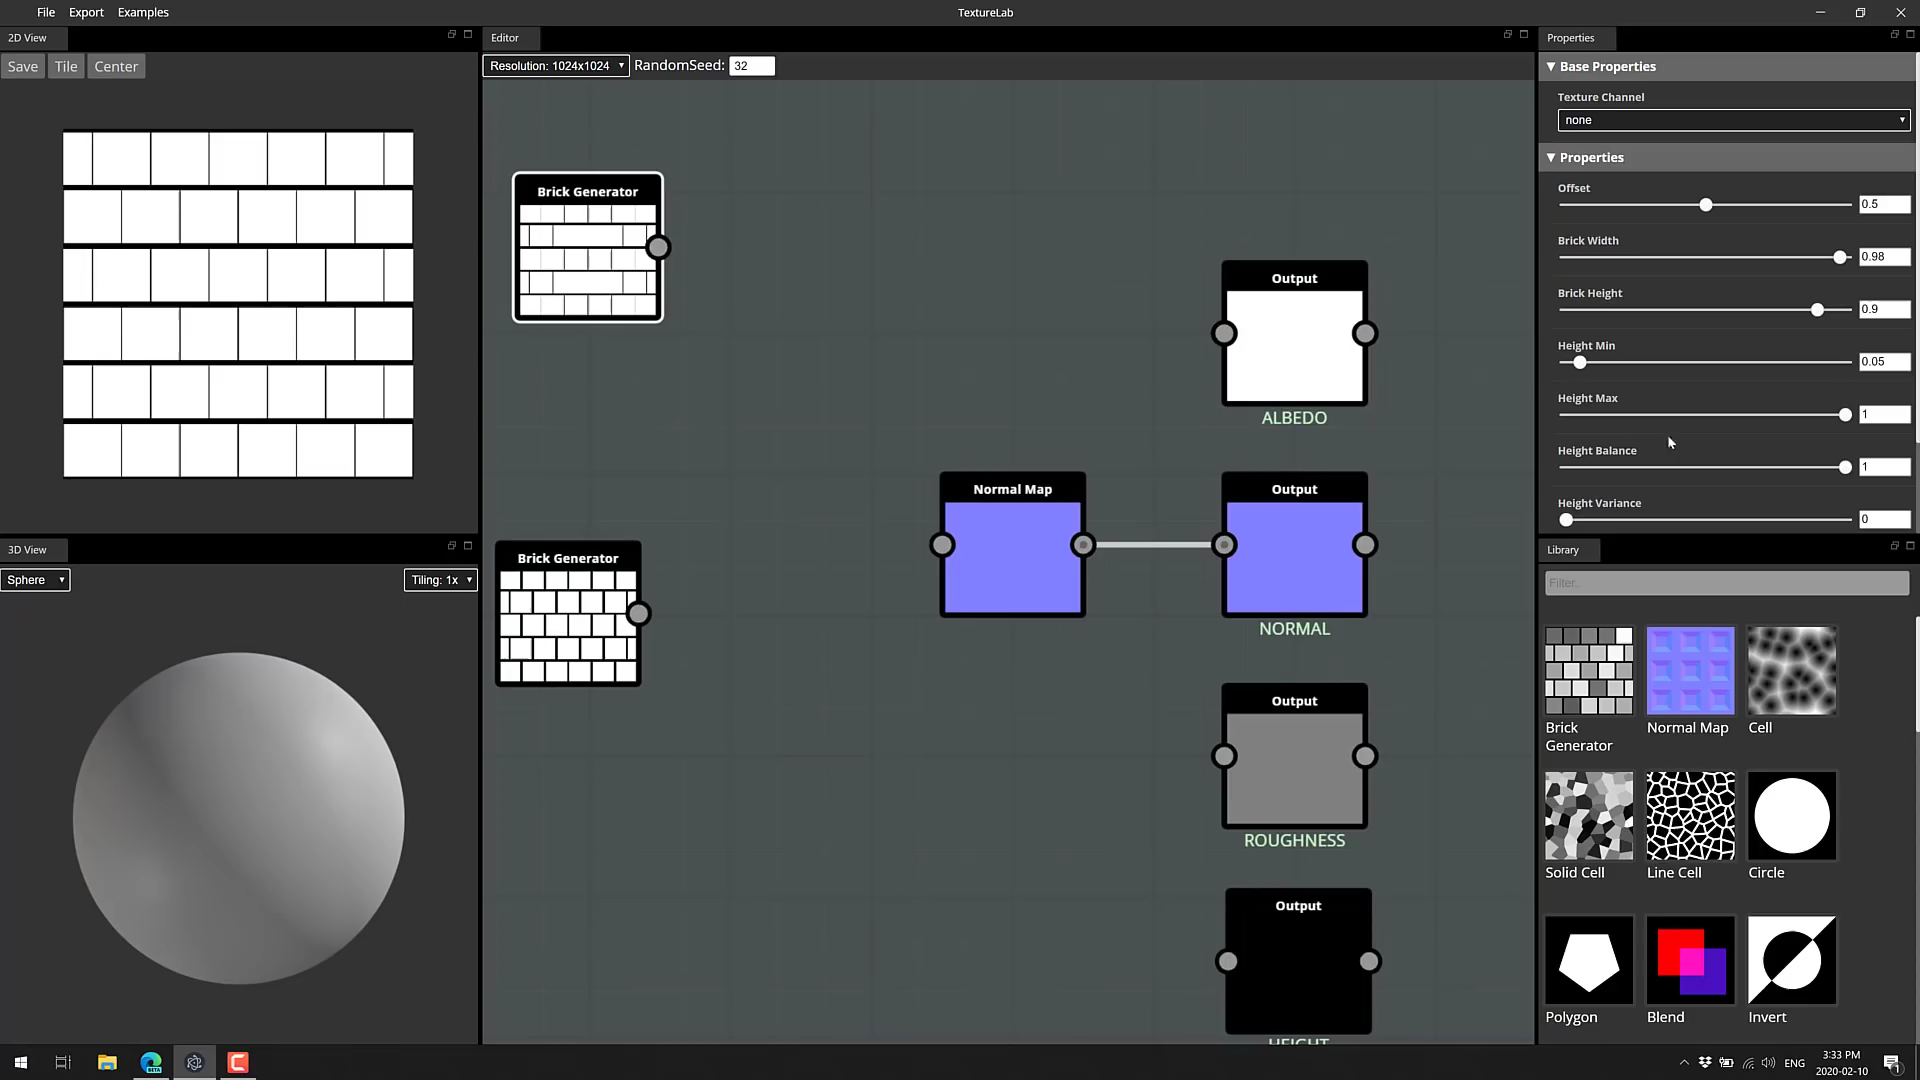 File Export Examples
TextureLab
2D View
Editor
Properties
Save Tile Center
Resolution: 1024x1024
RandomSeed: 32
Base Properties
Texture Channel
none
Properties
Offset
0.5
Brick Width
0.98
Brick Height
0.9
Height Min
0.05
Height Max
1
Height Balance
1
Height Variance
0
Brick Generator
Output
ALBEDO
Normal Map
Output
NORMAL
Brick Generator
Output
ROUGHNESS
Output
HEIGHT
3D View
Sphere
Tiling: 1x
Library
Filter..
Brick
Generator
Normal Map
Cell
Solid Cell
Line Cell
Circle
Polygon
Blend
Invert
BETA
ENG
3:33 PM
2020-02-10
1